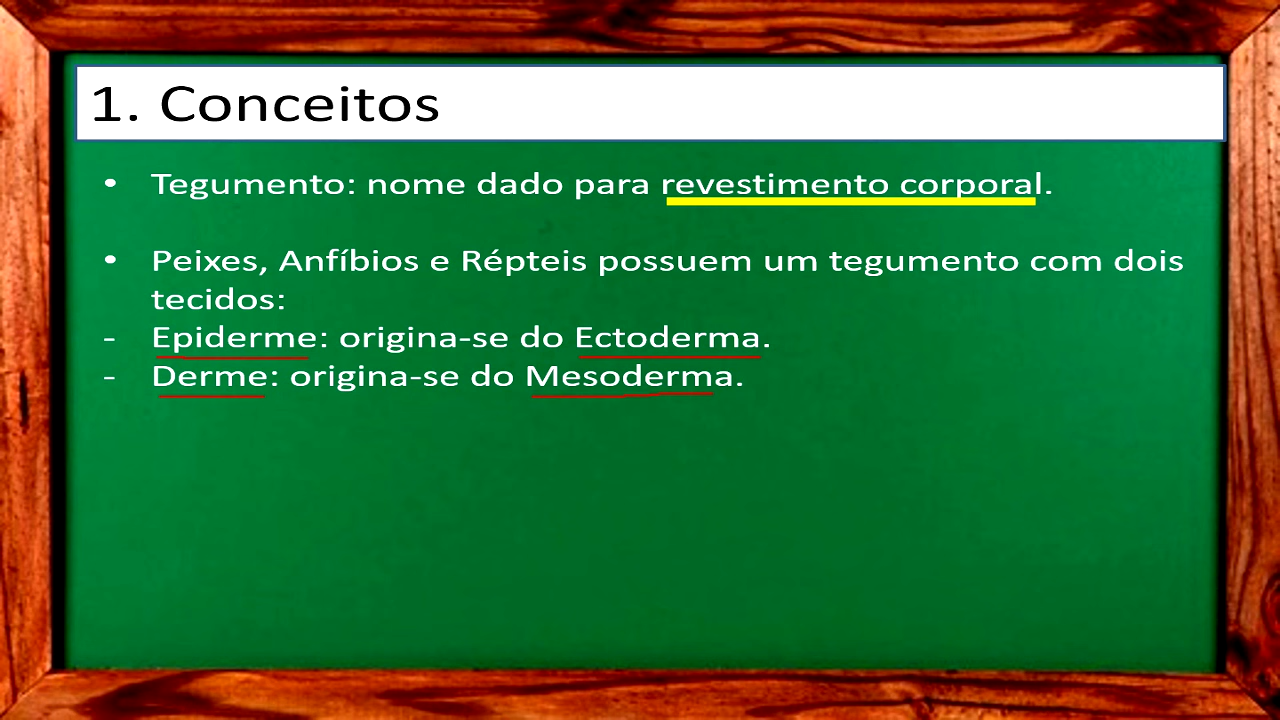 1. Conceitos
• Tegumento: nome dado para revestimento corporal.
• Peixes, Anfíbios e Répteis possuem um tegumento com dois
tecidos:
- Epiderme: origina-se do Ectoderma.
- Derme: origina-se do Mesoderma.